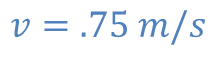 v = .75 m/s